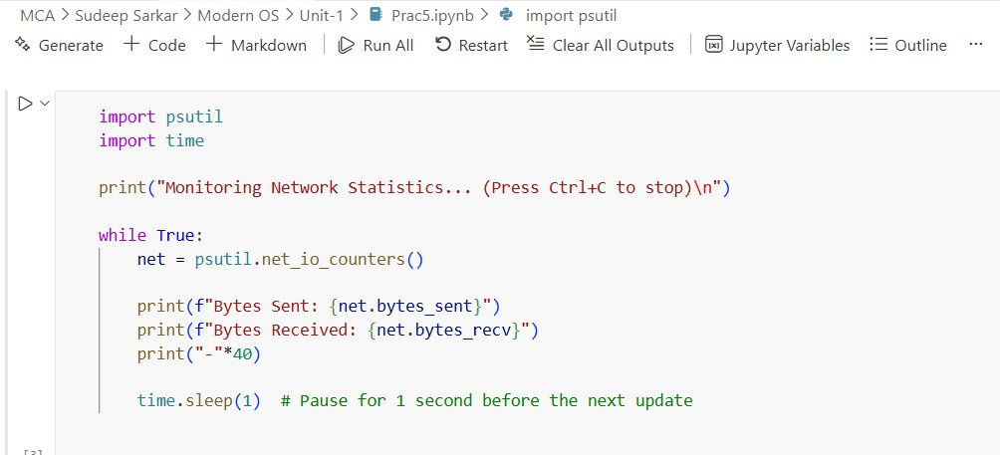 MCA > Sudeep Sarkar > Modern OS > Unit-1 > Prac5.ipynb > import psutil
Generate + Code + Markdown | Run All Restart Clear All Outputs | Jupyter Variables Outline ...
import psutil
import time
print("Monitoring Network Statistics... (Press Ctrl+C to stop)\n")
while True:
    net = psutil.net_io_counters()
    print(f"Bytes Sent: {net.bytes_sent}")
    print(f"Bytes Received: {net.bytes_recv}")
    print("-"*40)
    time.sleep(1)  # Pause for 1 second before the next update